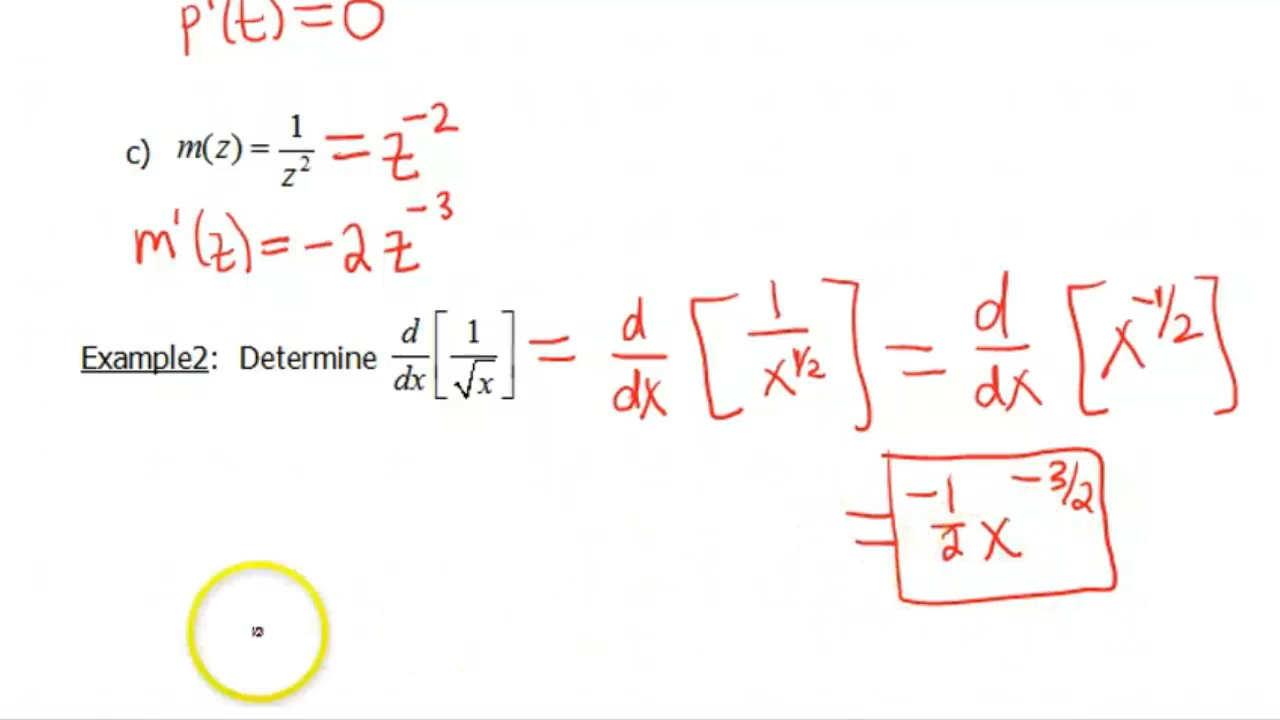 p'(t) = 0
c) m(z) = 1/z² = z⁻²
m'(z) = -2z⁻³
Example2: Determine d/dx[1/√x] = d/dx[1/x^1/2] = d/dx[x^-1/2]
= -1/2 x^-3/2